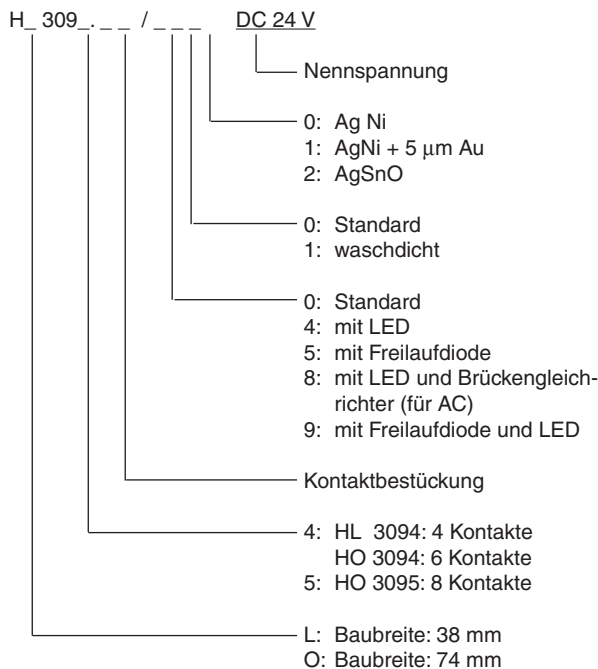 H_ 309_. _ _ / _ _ _ DC 24 V
Nennspannung
0: Ag Ni
1: AgNi + 5 μm Au
2: AgSnO
0: Standard
1: waschdicht
0: Standard
4: mit LED
5: mit Freilaufdiode
8: mit LED und Brückengleich-
richter (für AC)
9: mit Freilaufdiode und LED
Kontaktbestückung
4: HL 3094: 4 Kontakte
HO 3094: 6 Kontakte
5: HO 3095: 8 Kontakte
L: Baubreite: 38 mm
O: Baubreite: 74 mm